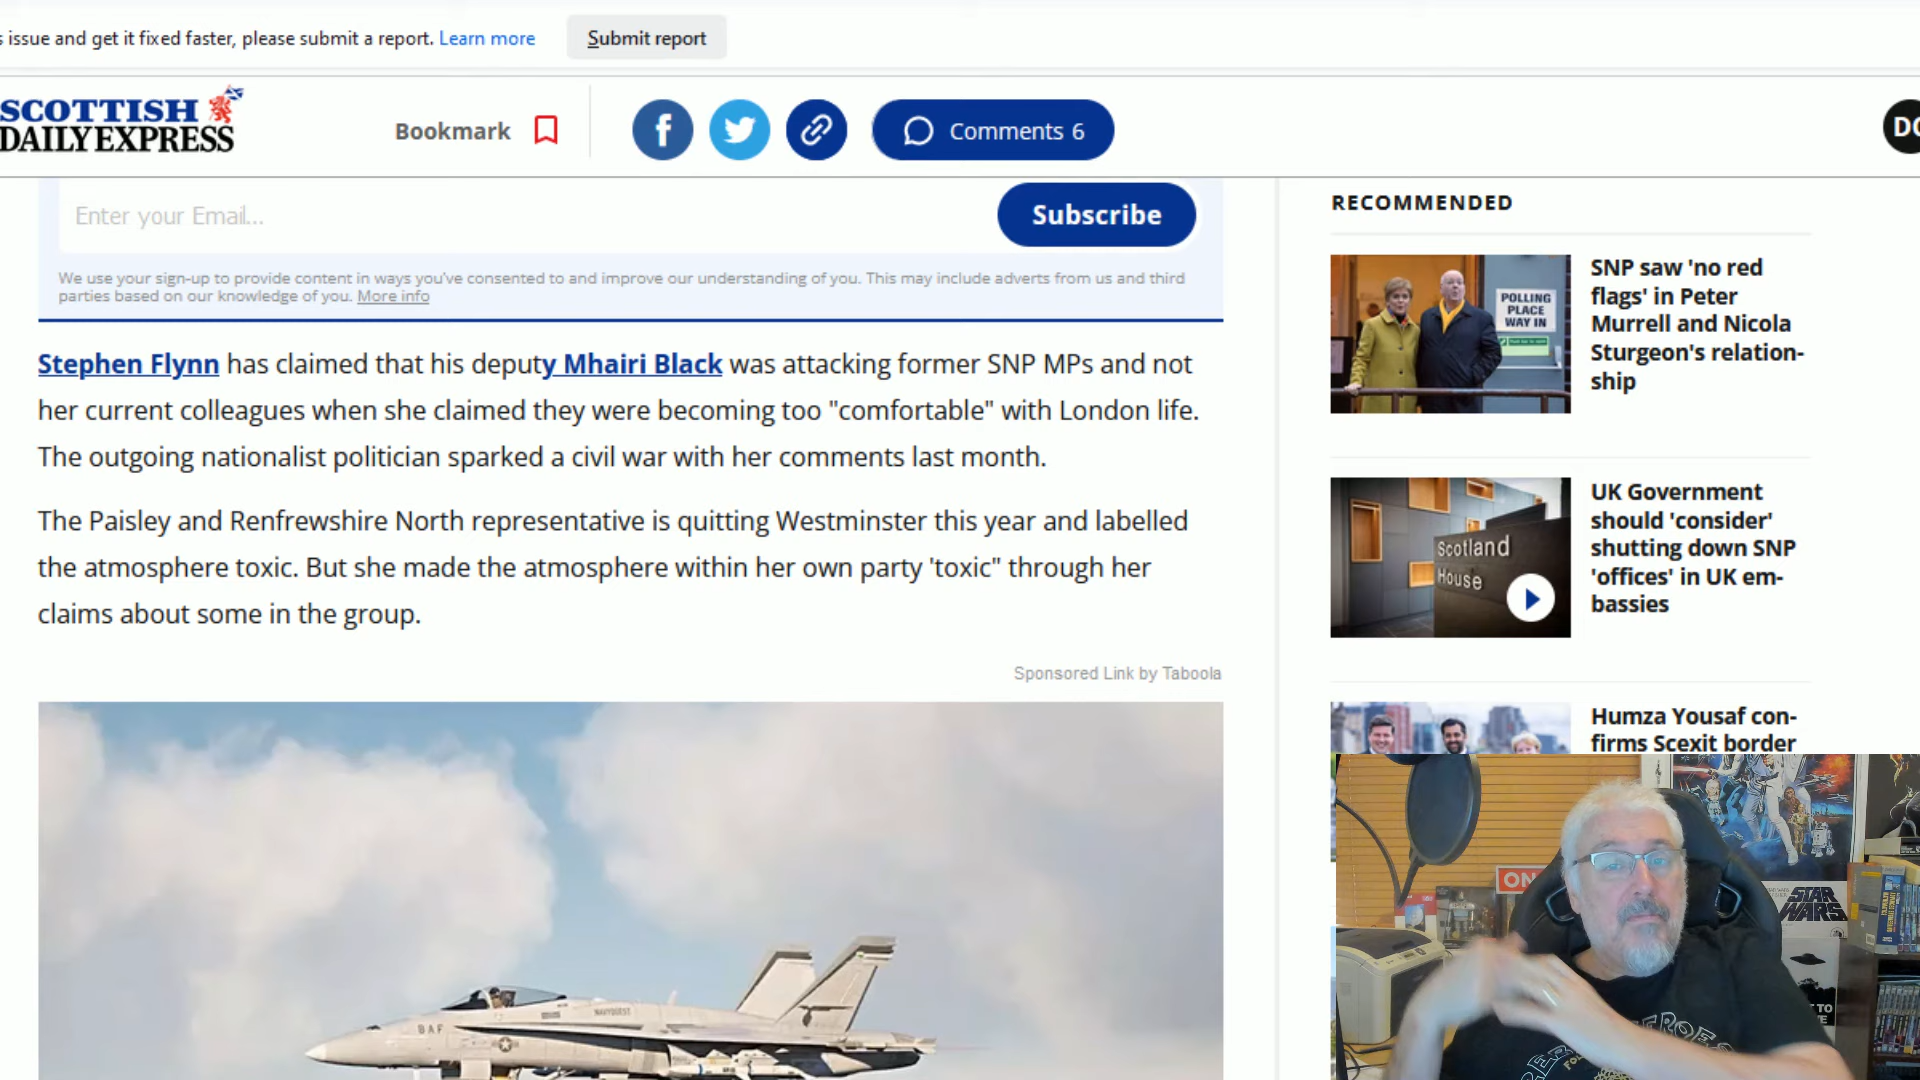 s issue and get it fixed faster, please submit a report. Learn more
Submit report
SCOTTISH
DAILY EXPRESS
Bookmark
Comments 6
DO
Enter your Email...
Subscribe
We use your sign-up to provide content in ways you've consented to and improve our understanding of you. This may include adverts from us and third
parties based on our knowledge of you. More info
Stephen Flynn has claimed that his deputy Mhairi Black was attacking former SNP MPs and not
her current colleagues when she claimed they were becoming too "comfortable" with London life.
The outgoing nationalist politician sparked a civil war with her comments last month.
The Paisley and Renfrewshire North representative is quitting Westminster this year and labelled
the atmosphere toxic. But she made the atmosphere within her own party 'toxic" through her
claims about some in the group.
Sponsored Link by Taboola
BAF
RECOMMENDED
POLLING
PLACE
WAY IN
SNP saw 'no red
flags' in Peter
Murrell and Nicola
Sturgeon's relation-
ship
Scotland
House
UK Government
should 'consider'
shutting down SNP
'offices' in UK em-
bassies
Humza Yousaf con-
firms Scexit border
ON
STAR
WARS
TO